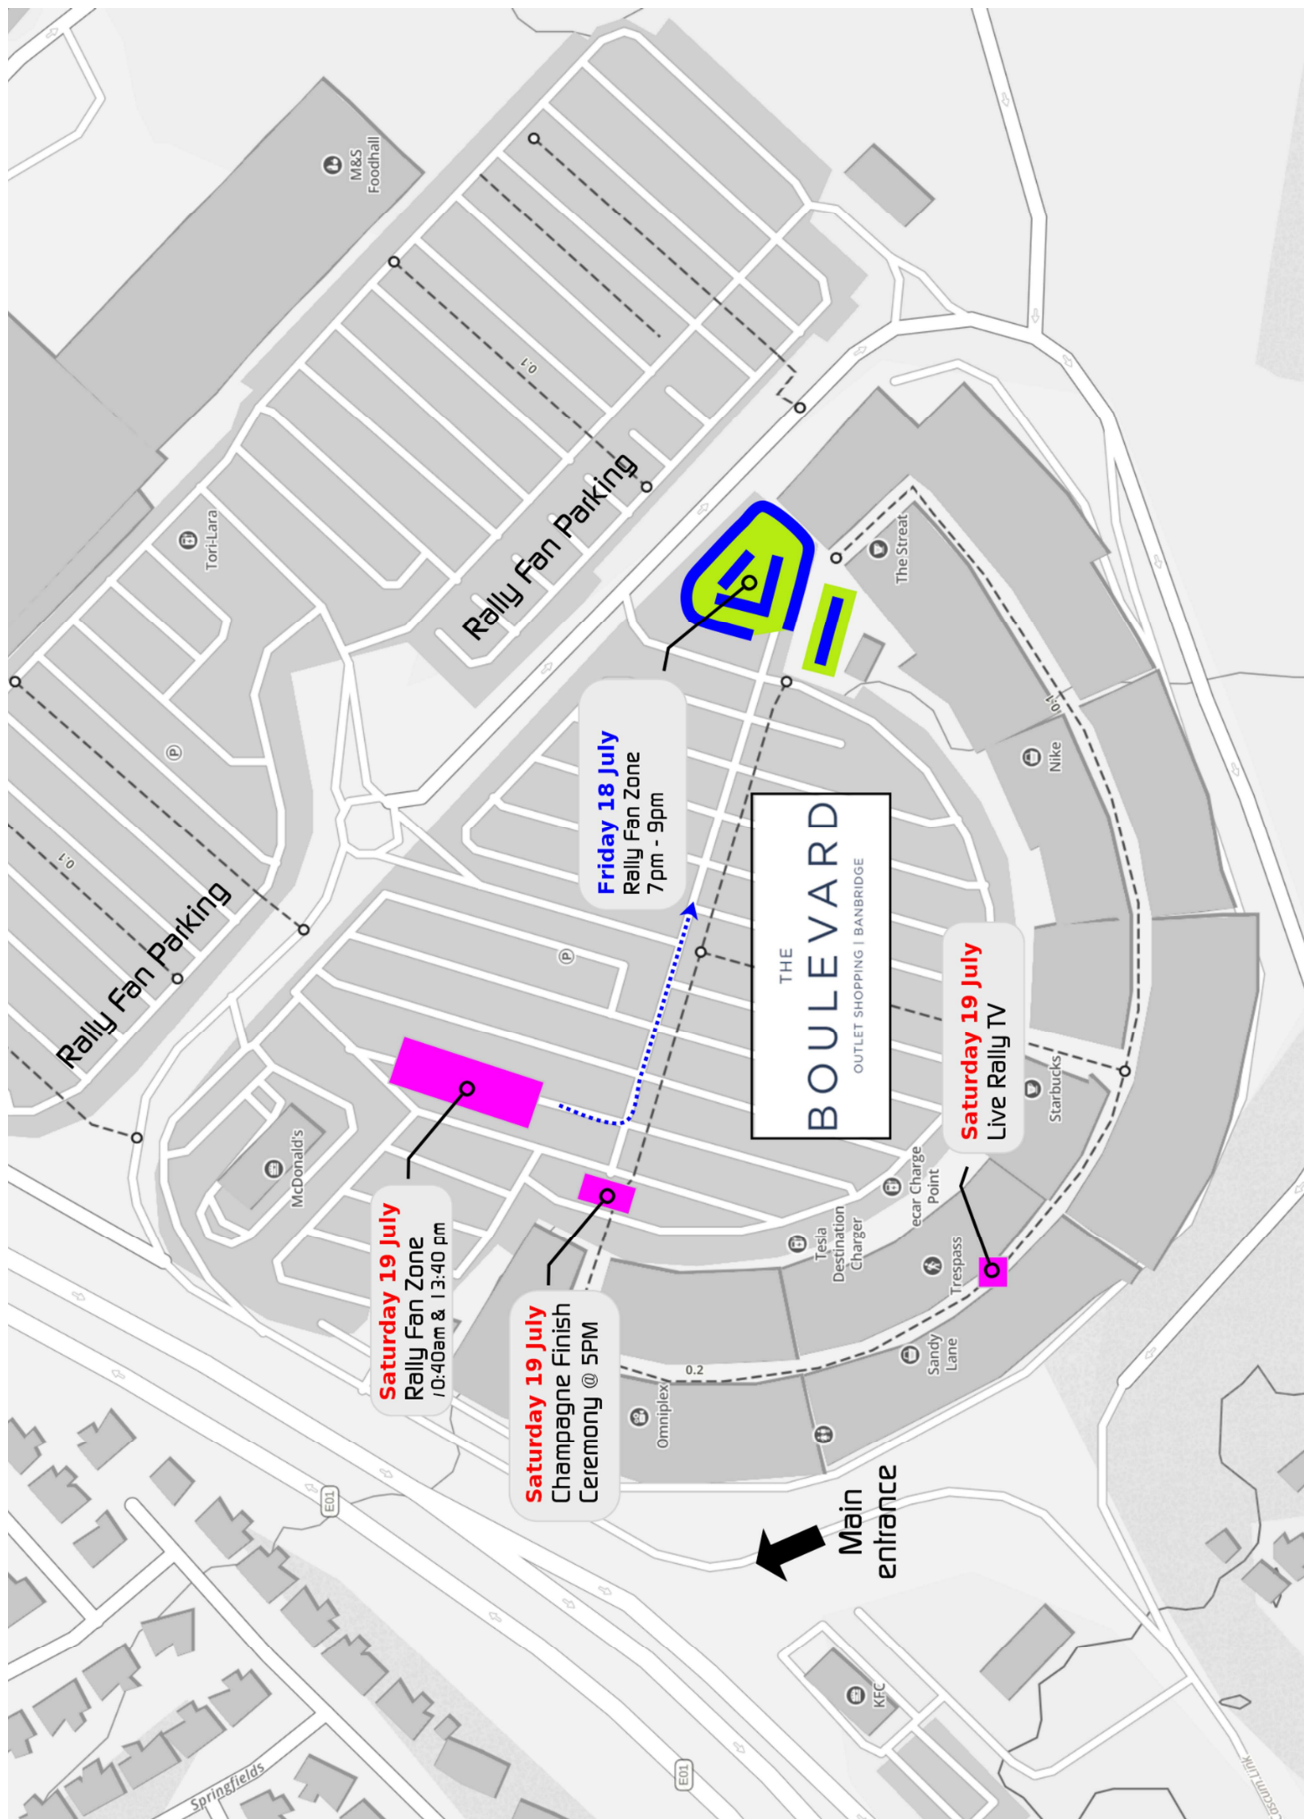 M&S
Foodhall
Tori-Lara
0.1
Rally Fan Parking
P
0.1
Rally Fan Parking
The Streat
Friday 18 July
Rally Fan Zone
7pm - 9pm
0.1
Nike
P
THE
BOULEVARD
OUTLET SHOPPING | BANBRIDGE
McDonald's
Saturday 19 July
Rally Fan Zone
10:40am & 13:40 pm
Saturday 19 July
Champagne Finish
Ceremony @ 5PM
Saturday 19 July
Live Rally TV
Starbucks
ecar Charge
Point
Tesla
Destination
Charger
Trespass
Sandy
Lane
0.2
Omniplex
Main
entrance
E01
E01
KFC
Springfields
Cascum Link